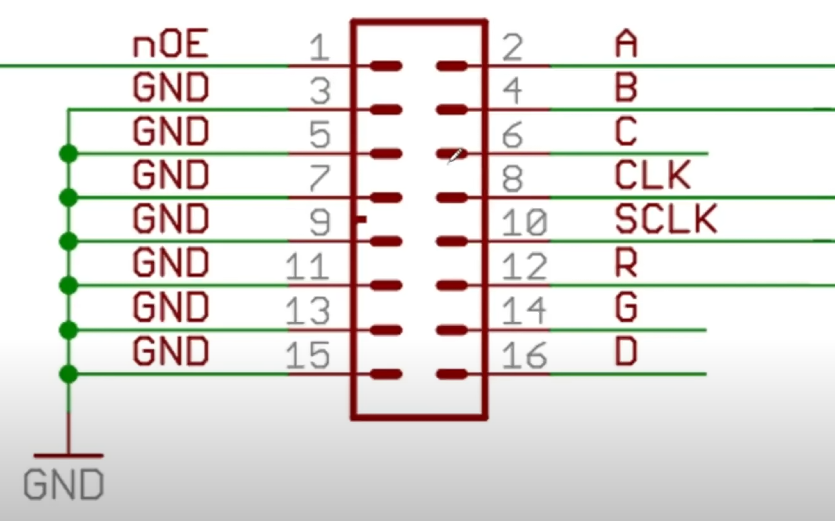 nOE 1 2 A
GND 3 4 B
GND 5 6 C
GND 7 8 CLK
GND 9 10 SCLK
GND 11 12 R
GND 13 14 G
GND 15 16 D
GND